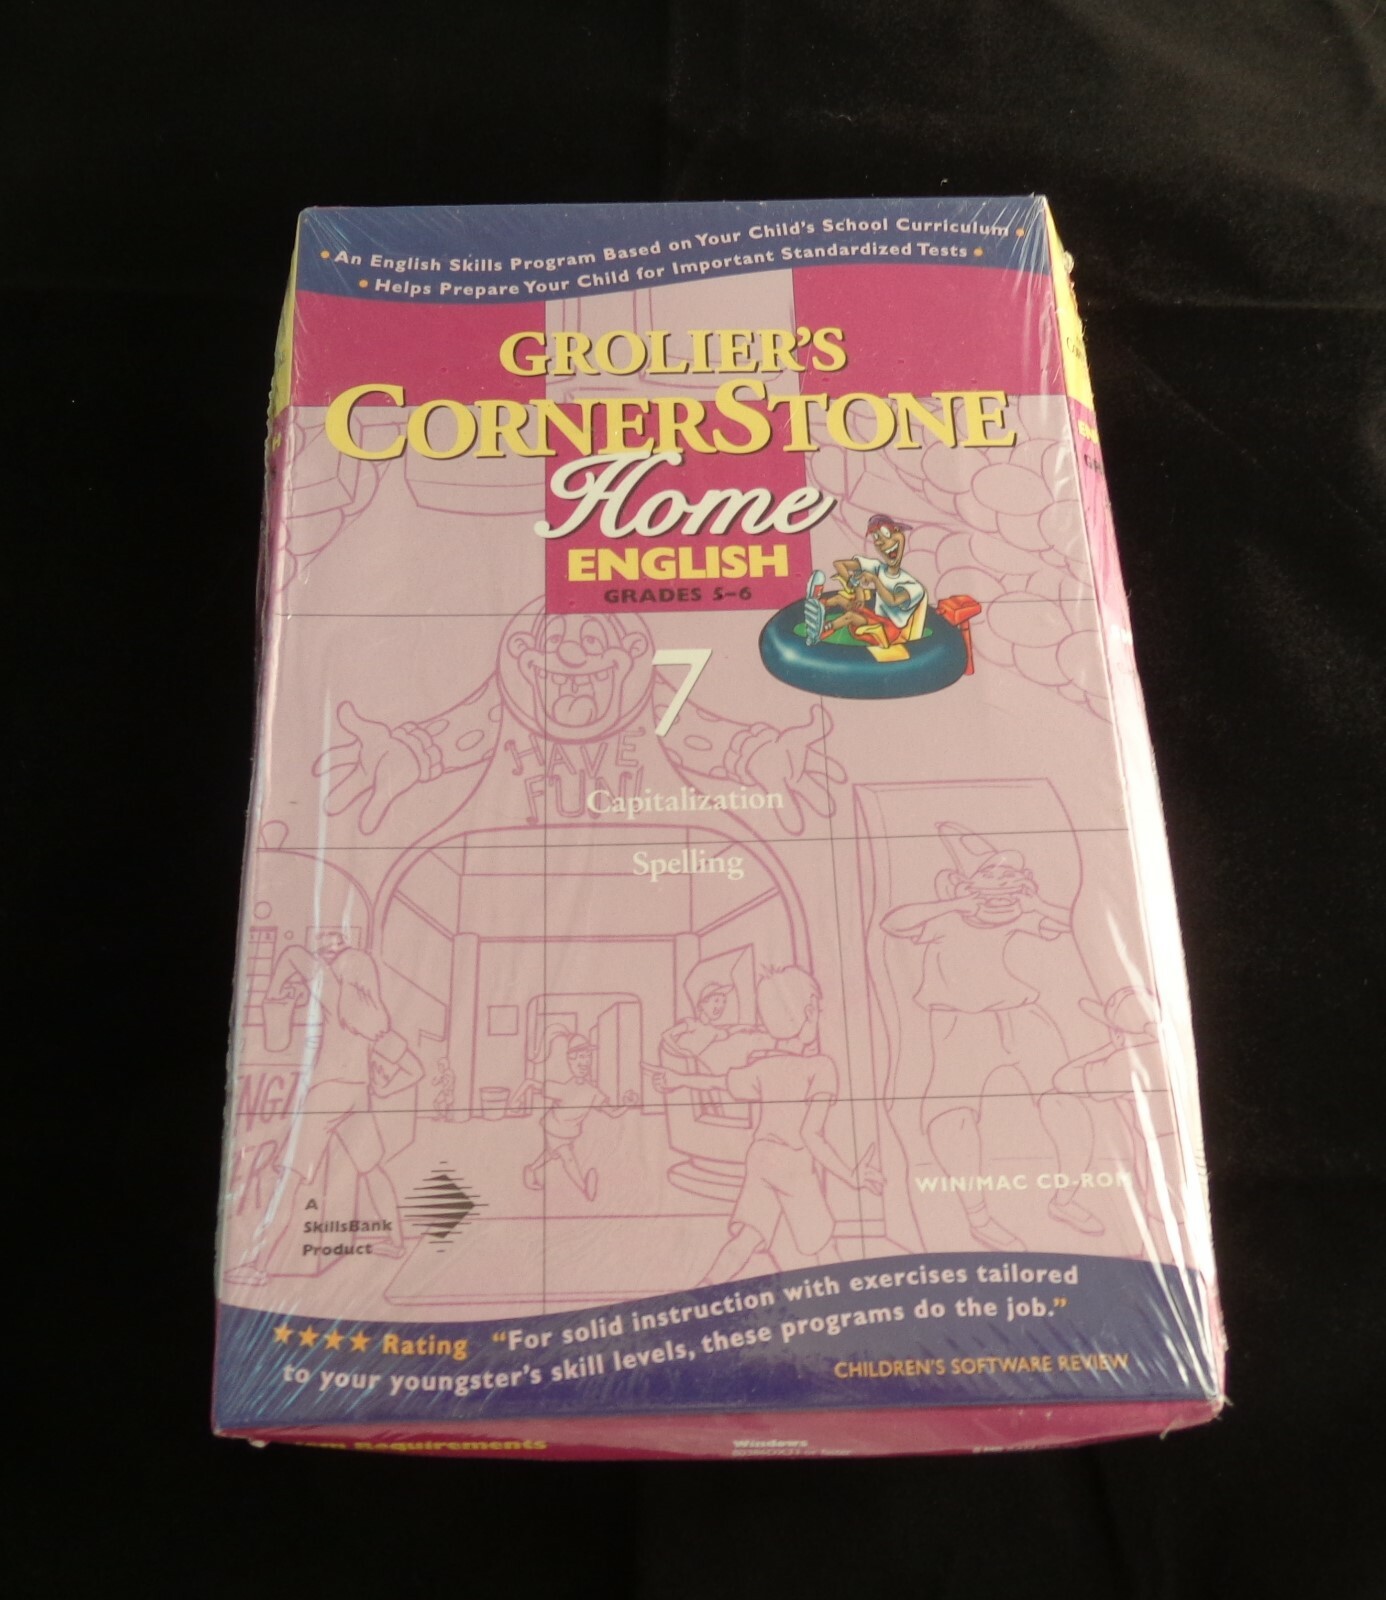 • An English Skills Program Based on Your Child's School Curriculum •
• Helps Prepare Your Child for Important Standardized Tests •
GROLIER'S
CORNERSTONE
Home
ENGLISH
GRADES 5–6
7
HAVE
FUN!
Capitalization
Spelling
WIN/MAC CD-ROM
A
SkillsBank
Product
★★★★ Rating "For solid instruction with exercises tailored
to your youngster's skill levels, these programs do the job."
CHILDREN'S SOFTWARE REVIEW
Requirements
Windows